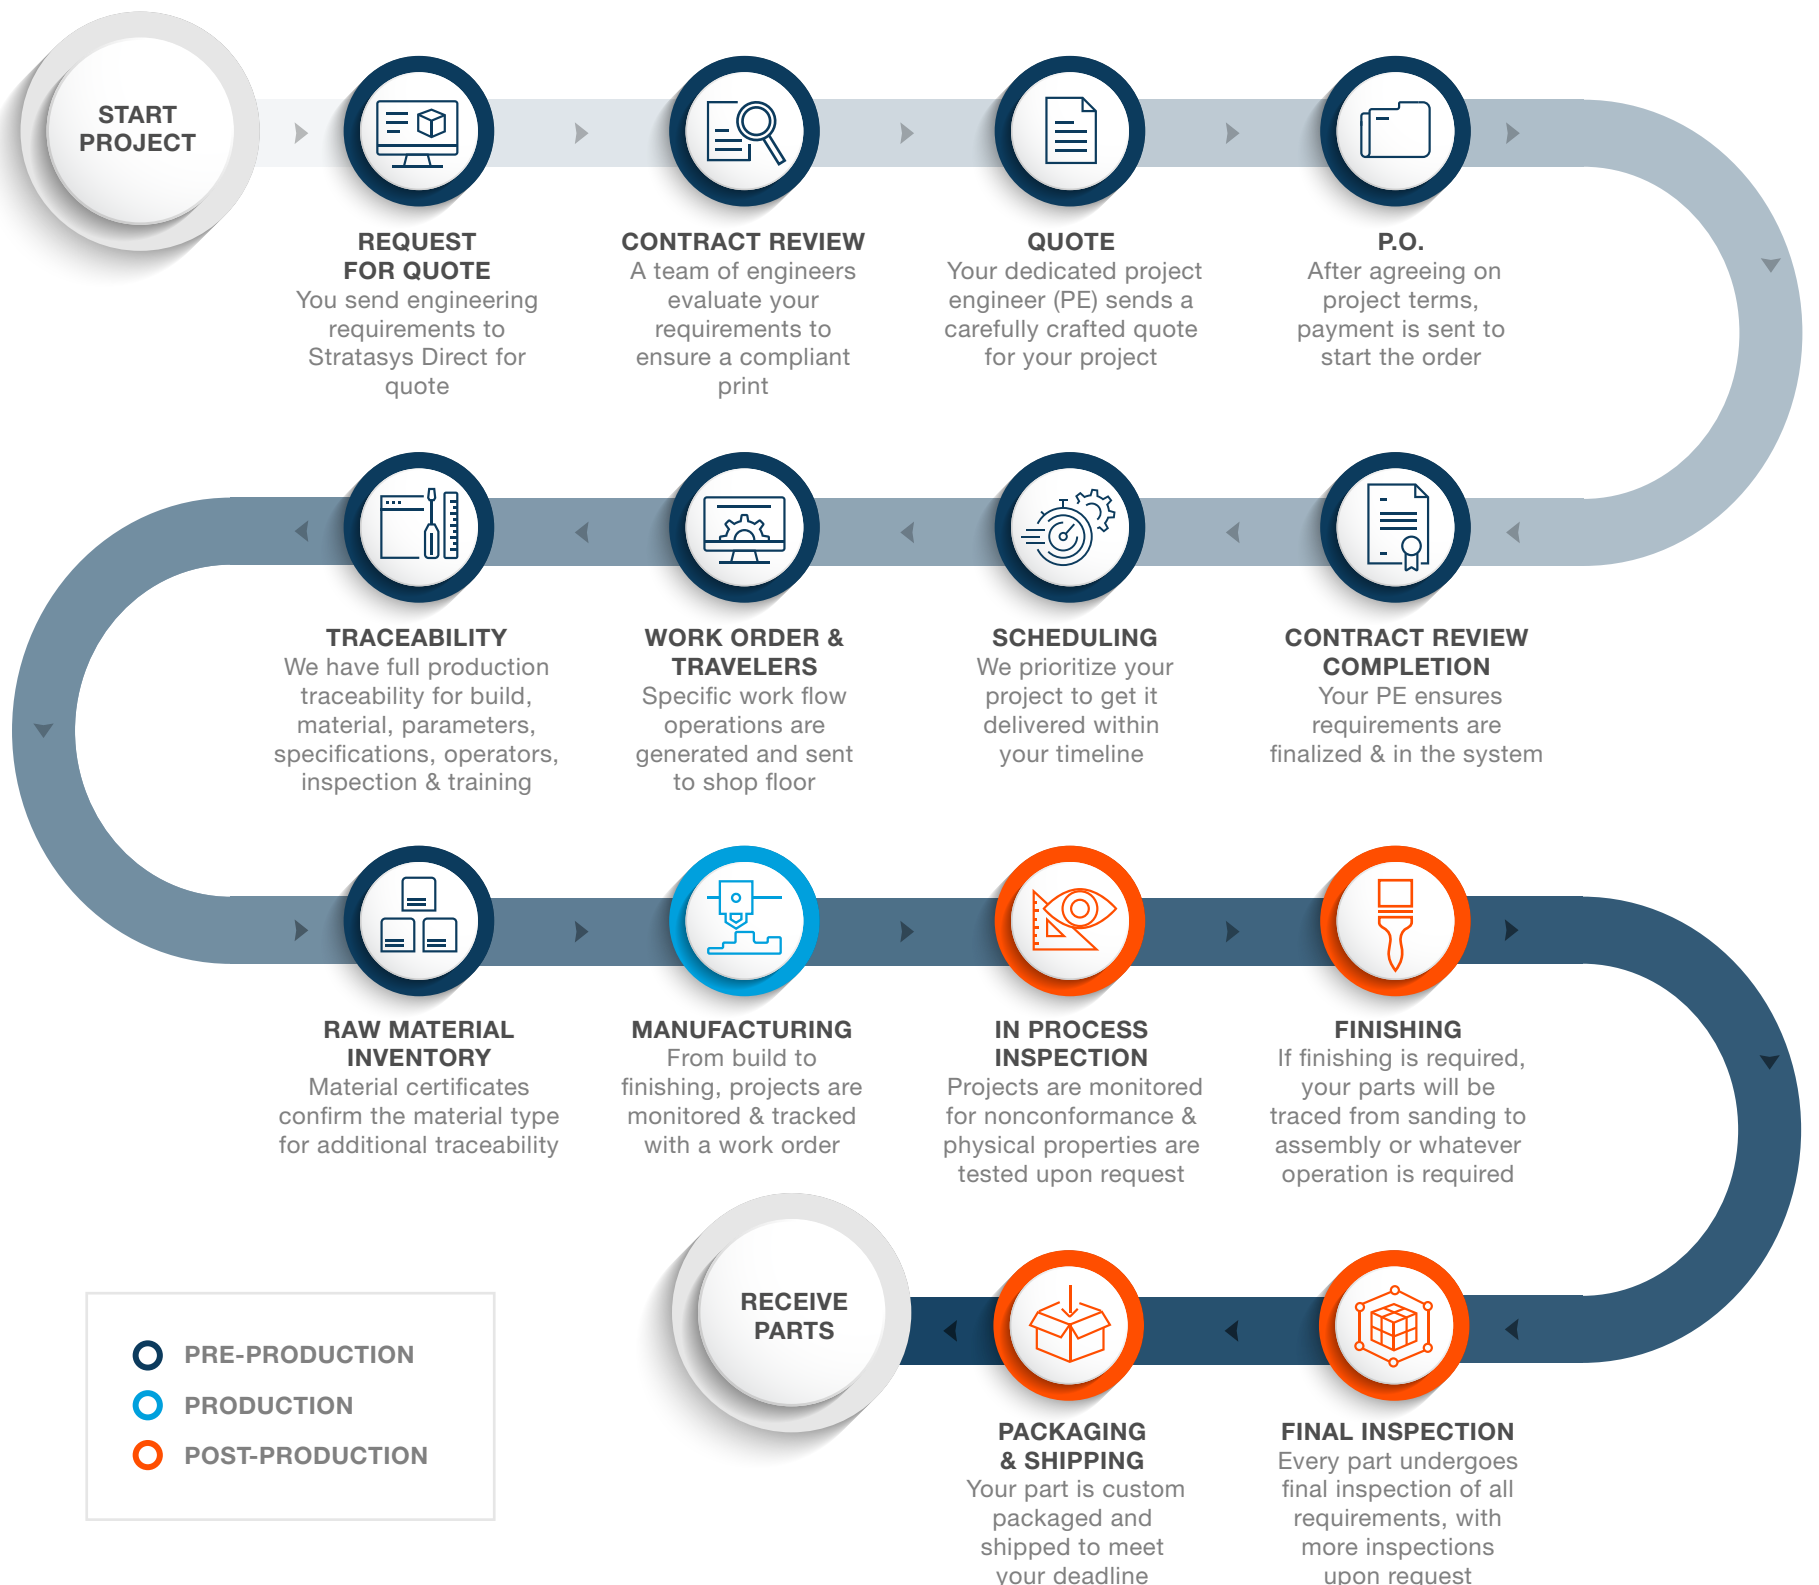 START
PROJECT
REQUEST
FOR QUOTE
You send engineering
requirements to
Stratasys Direct for
quote
CONTRACT REVIEW
A team of engineers
evaluate your
requirements to
ensure a compliant
print
QUOTE
Your dedicated project
engineer (PE) sends a
carefully crafted quote
for your project
P.O.
After agreeing on
project terms,
payment is sent to
start the order
CONTRACT REVIEW
COMPLETION
Your PE ensures
requirements are
finalized & in the system
SCHEDULING
We prioritize your
project to get it
delivered within
your timeline
WORK ORDER &
TRAVELERS
Specific work flow
operations are
generated and sent
to shop floor
TRACEABILITY
We have full production
traceability for build,
material, parameters,
specifications, operators,
inspection & training
RAW MATERIAL
INVENTORY
Material certificates
confirm the material type
for additional traceability
MANUFACTURING
From build to
finishing, projects are
monitored & tracked
with a work order
IN PROCESS
INSPECTION
Projects are monitored
for nonconformance &
physical properties are
tested upon request
FINISHING
If finishing is required,
your parts will be
traced from sanding to
assembly or whatever
operation is required
FINAL INSPECTION
Every part undergoes
final inspection of all
requirements, with
more inspections
upon request
PACKAGING
& SHIPPING
Your part is custom
packaged and
shipped to meet
your deadline
RECEIVE
PARTS
PRE-PRODUCTION
PRODUCTION
POST-PRODUCTION